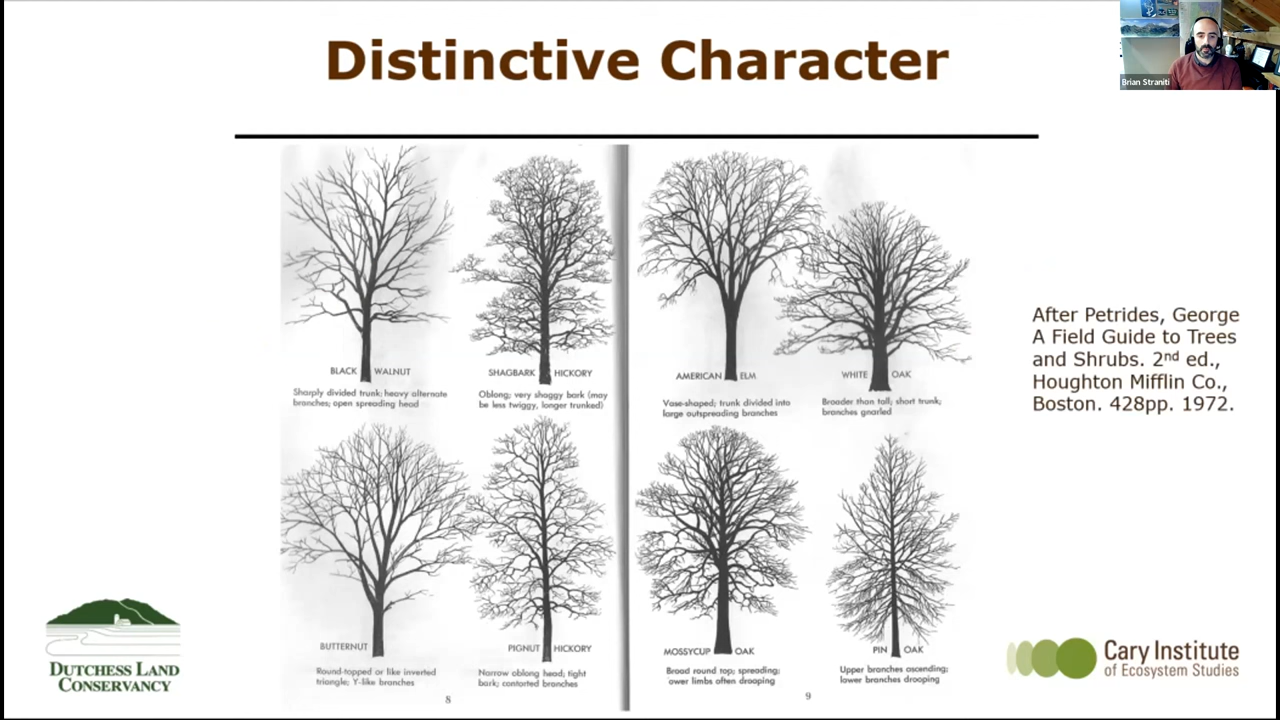 Distinctive Character
Brian Straniti
BLACK WALNUT
Sharply divided trunk; heavy alternate
branches; open spreading head
SHAGBARK HICKORY
Oblong; very shaggy bark (may
be less twiggy, longer trunked)
AMERICAN ELM
Vase-shaped; trunk divided into
large outspreading branches
WHITE OAK
Broader than tall; short trunk;
branches gnarled
BUTTERNUT
Round-topped or like inverted
triangle; Y-like branches
PIGNUT HICKORY
Narrow oblong head; tight
bark; contorted branches
8
MOSSYCUP OAK
Broad round top; spreading;
ower limbs often drooping
PIN OAK
Upper branches ascending;
lower branches drooping
9
After Petrides, George
A Field Guide to Trees
and Shrubs. 2nd ed.,
Houghton Mifflin Co.,
Boston. 428pp. 1972.
DUTCHESS LAND
CONSERVANCY
Cary Institute
of Ecosystem Studies